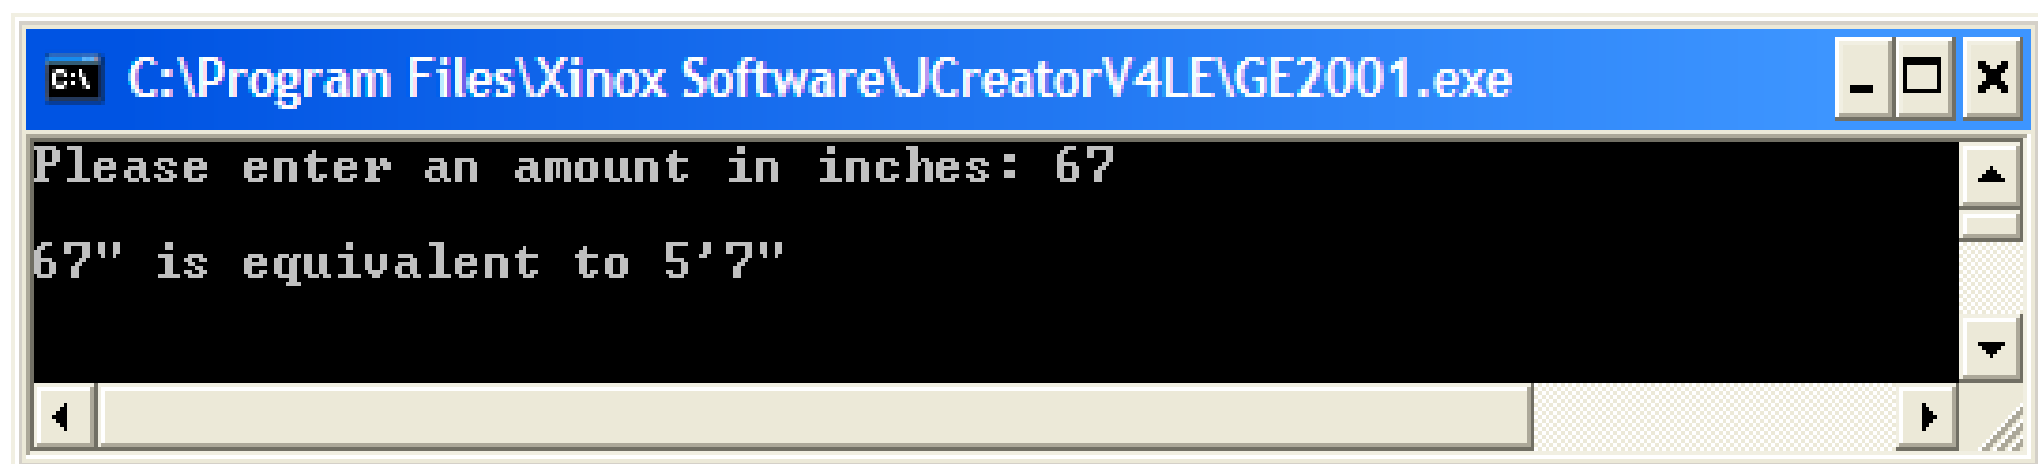 C:\Program Files\Xinox Software\JCreatorV4LE\GE2001.exe
Please enter an amount in inches: 67
67" is equivalent to 5'7"